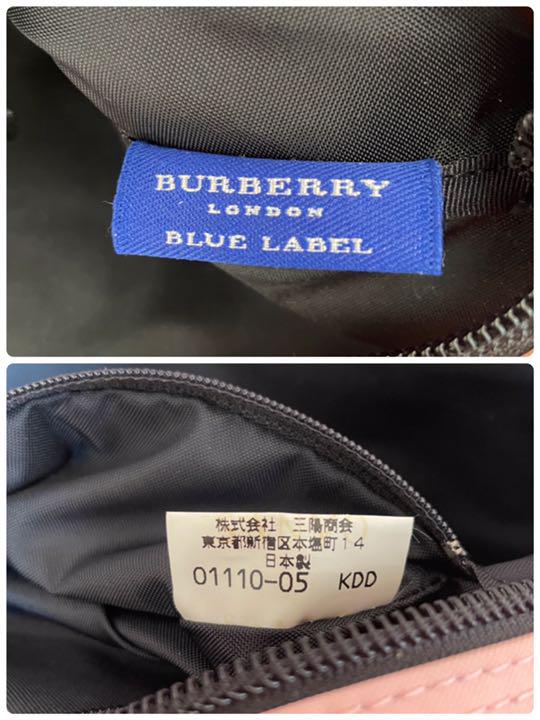 BURBERRY
LONDON
BLUE LABEL
株式会社 三陽商会
東京都新宿区本塩町14
日本製
01110-05 KDD